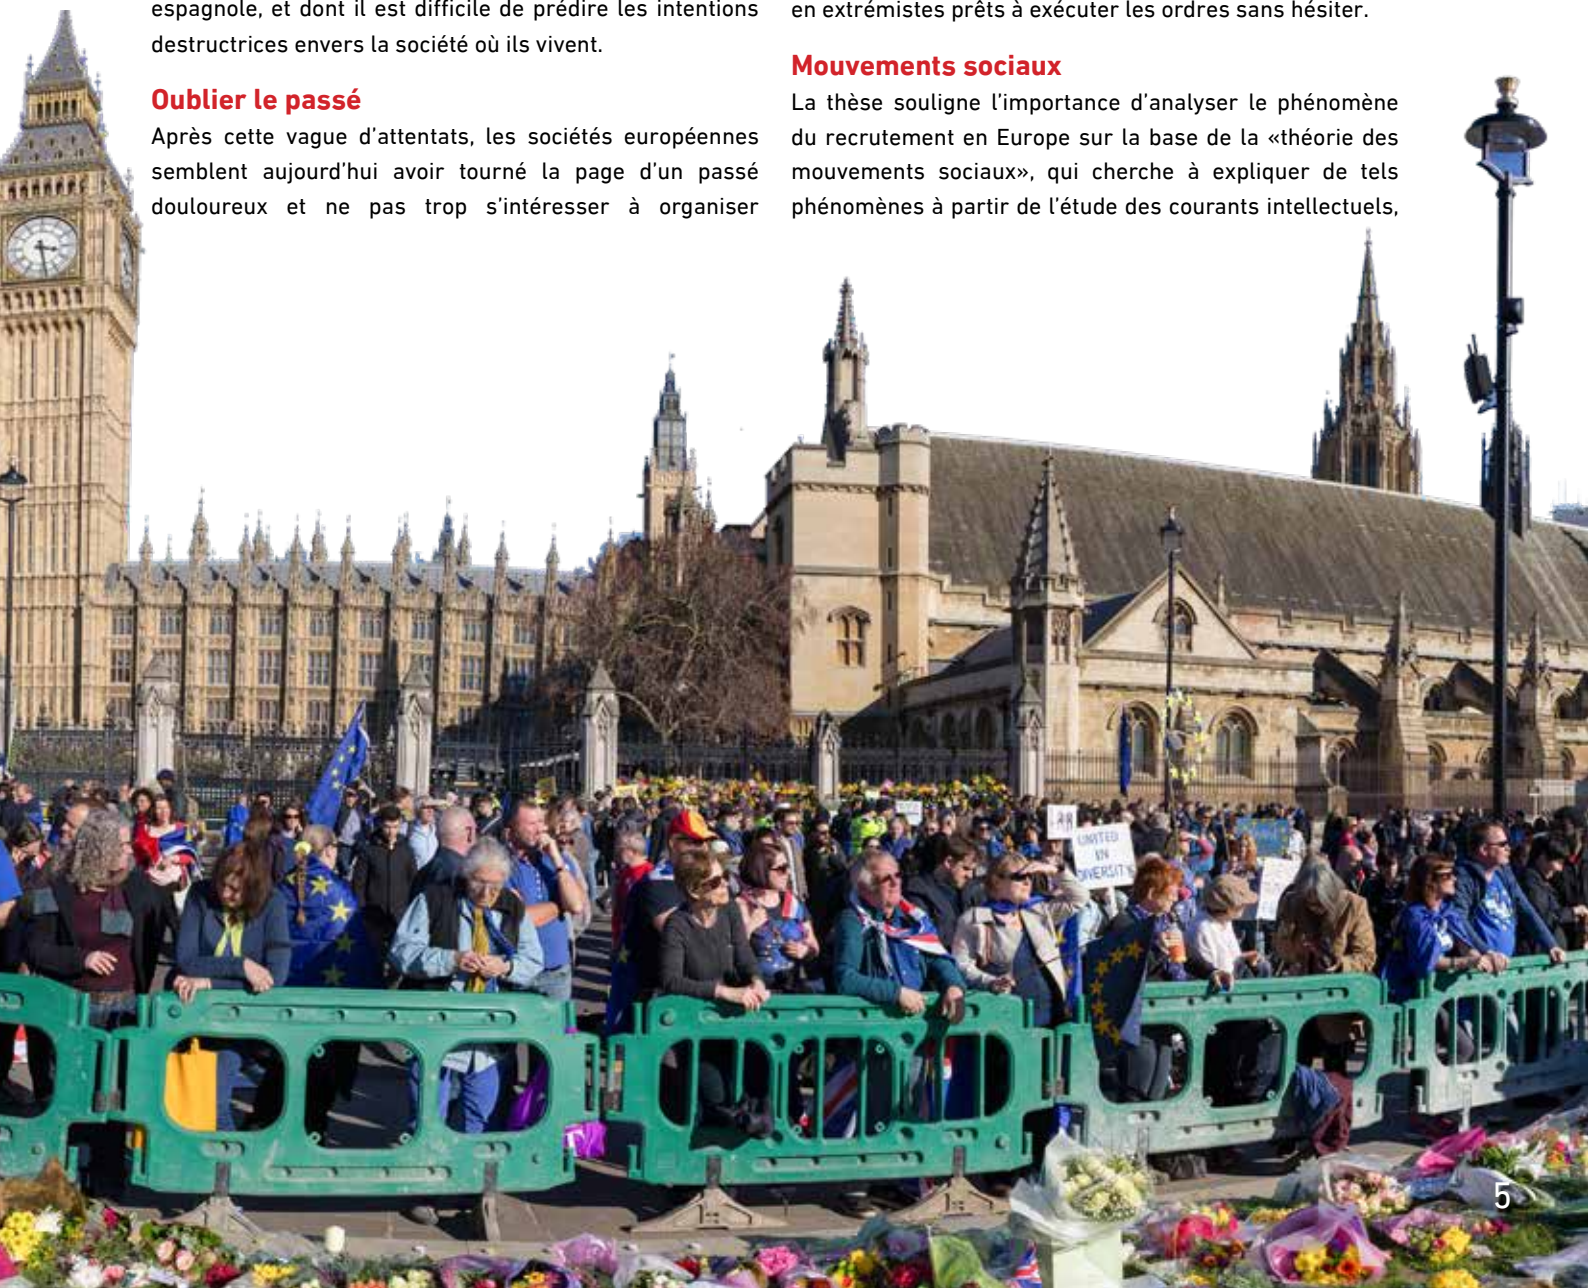 espagnole, et dont il est difficile de prédire les intentions
destructrices envers la société où ils vivent.
Oublier le passé
Après cette vague d’attentats, les sociétés européennes
semblent aujourd’hui avoir tourné la page d’un passé
douloureux et ne pas trop s’intéresser à organiser
en extrémistes prêts à exécuter les ordres sans hésiter.
Mouvements sociaux
La thèse souligne l’importance d’analyser le phénomène
du recrutement en Europe sur la base de la «théorie des
mouvements sociaux», qui cherche à expliquer de tels
phénomènes à partir de l’étude des courants intellectuels,
UNITED
IN
DIVERSITY
5